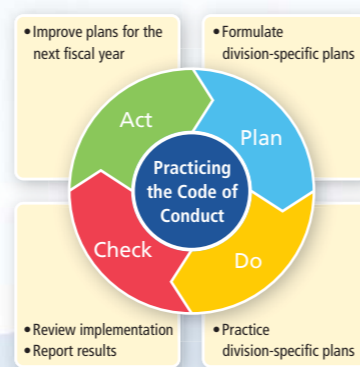 • Improve plans for the
next fiscal year
• Formulate
division-specific plans
Act
Plan
Practicing
the Code of
Conduct
Check
Do
• Review implementation
• Report results
• Practice
division-specific plans